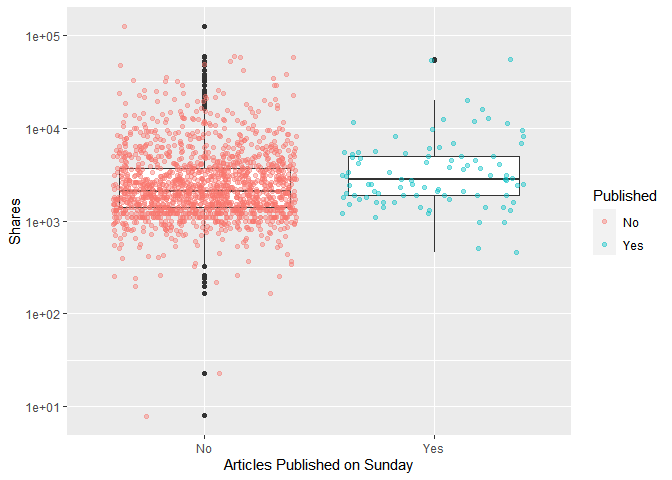 1e+05
1e+04
1e+03
1e+02
1e+01
Shares
No
Yes
Articles Published on Sunday
Published
No
Yes